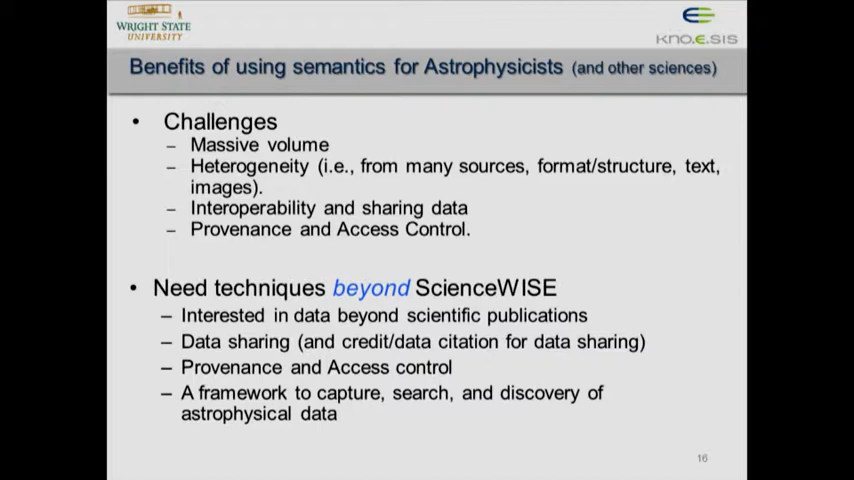 WRIGHT STATE
UNIVERSITY
KNO.E.SIS
Benefits of using semantics for Astrophysicists (and other sciences)
• Challenges
– Massive volume
– Heterogeneity (i.e., from many sources, format/structure, text,
images).
– Interoperability and sharing data
– Provenance and Access Control.
• Need techniques beyond ScienceWISE
– Interested in data beyond scientific publications
– Data sharing (and credit/data citation for data sharing)
– Provenance and Access control
– A framework to capture, search, and discovery of
astrophysical data
16